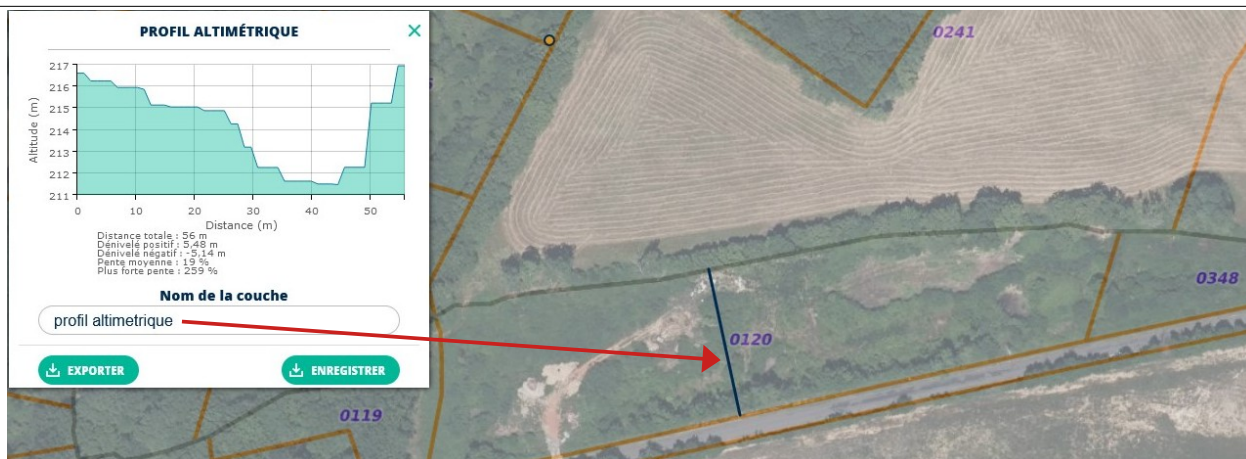 PROFIL ALTIMÉTRIQUE
217
216
215
214
213
212
211
Altitude (m)
0 10 20 30 40 50
Distance (m)
Distance totale : 56 m
Dénivelé positif : 5,48 m
Dénivelé négatif : -5,14 m
Pente moyenne : 19 %
Plus forte pente : 259 %
Nom de la couche
profil altimetrique
EXPORTER ENREGISTRER
0241
0348
0120
0119